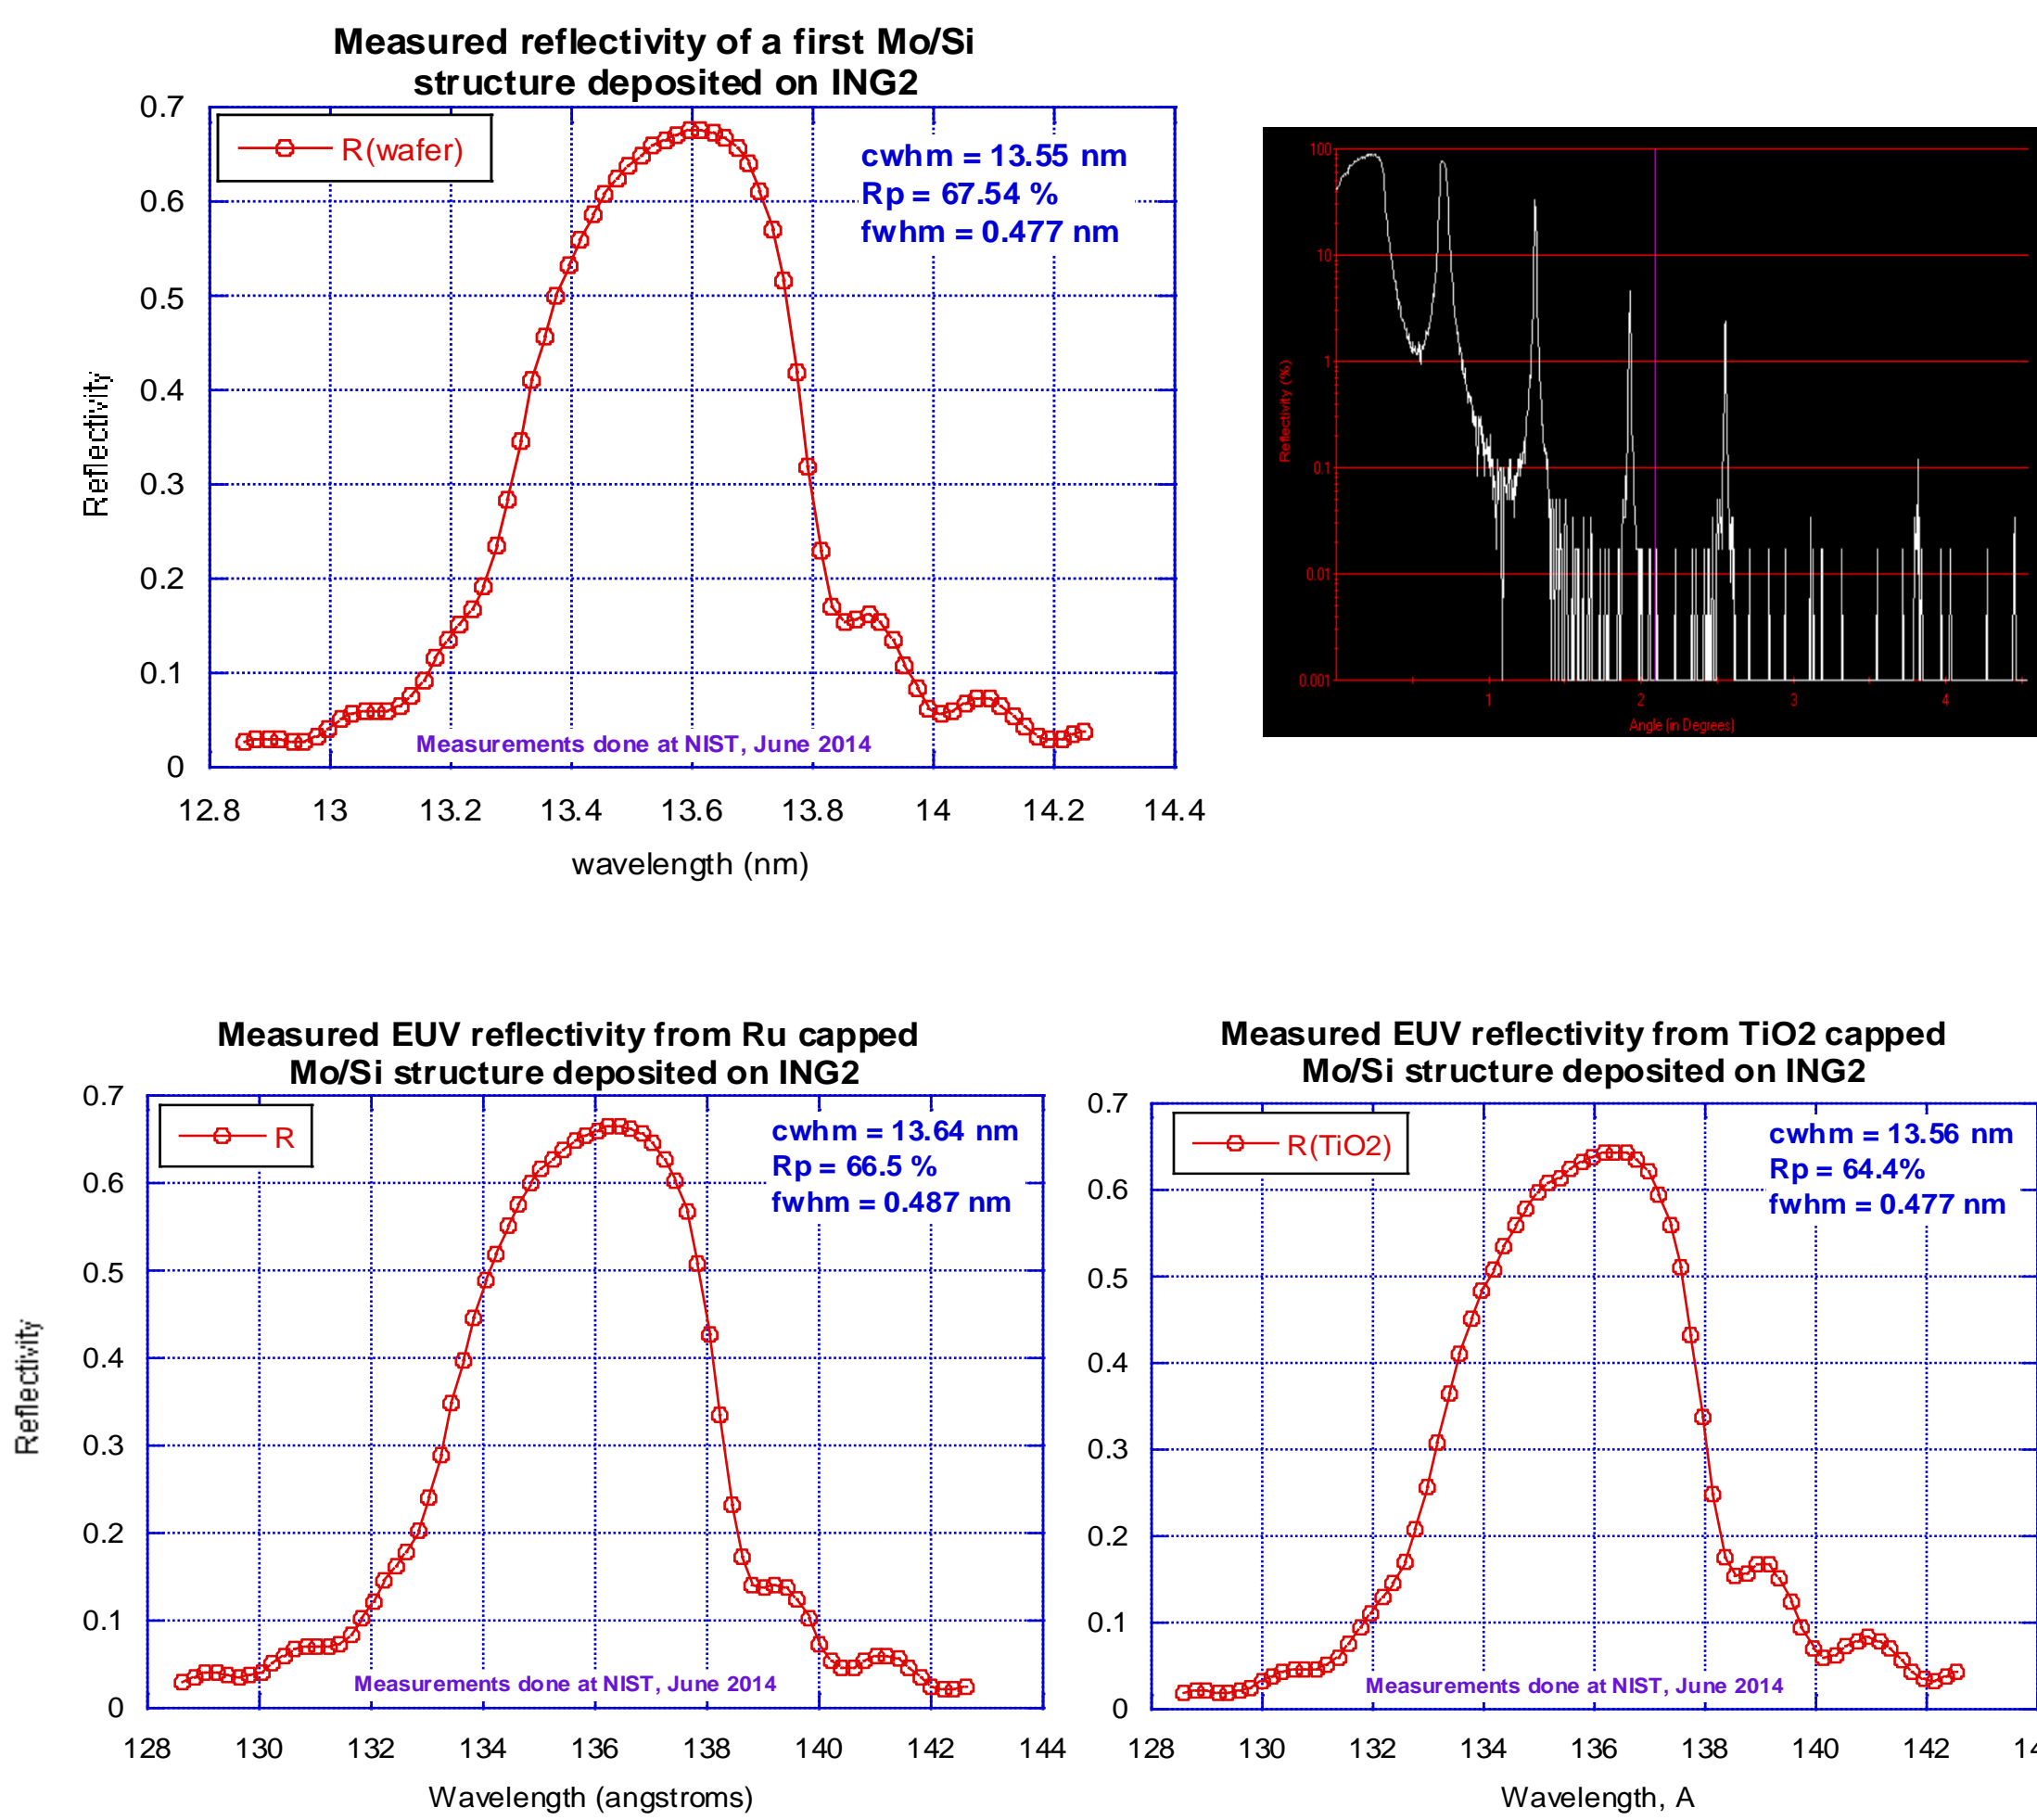 Measured reflectivity of a first Mo/Si
structure deposited on ING2
0.7
0.6
0.5
0.4
0.3
0.2
0.1
0
Reflectivity
R(wafer)
cwhm = 13.55 nm
Rp = 67.54 %
fwhm = 0.477 nm
Measurements done at NIST, June 2014
12.8 13 13.2 13.4 13.6 13.8 14 14.2 14.4
wavelength (nm)
100
10
1
0.1
0.01
0.001
Reflectivity (%)
1 2 3 4
Angle (in Degrees)
Measured EUV reflectivity from Ru capped
Mo/Si structure deposited on ING2
0.7
0.6
0.5
0.4
0.3
0.2
0.1
0
Reflectivity
R
cwhm = 13.64 nm
Rp = 66.5 %
fwhm = 0.487 nm
Measurements done at NIST, June 2014
128 130 132 134 136 138 140 142 144
Wavelength (angstroms)
Measured EUV reflectivity from TiO2 capped
Mo/Si structure deposited on ING2
0.7
0.6
0.5
0.4
0.3
0.2
0.1
0
R(TiO2)
cwhm = 13.56 nm
Rp = 64.4%
fwhm = 0.477 nm
Measurements done at NIST, June 2014
128 130 132 134 136 138 140 142
Wavelength, A